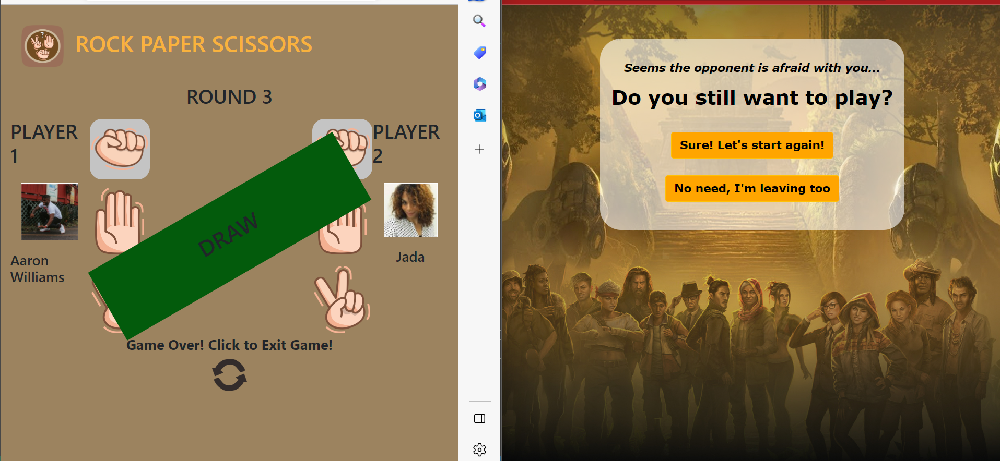 ?
ROCK PAPER SCISSORS
ROUND 3
PLAYER
1
PLAYER
2
DRAW
Aaron
Williams
Jada
Game Over! Click to Exit Game!
Seems the opponent is afraid with you...
Do you still want to play?
Sure! Let's start again!
No need, I'm leaving too